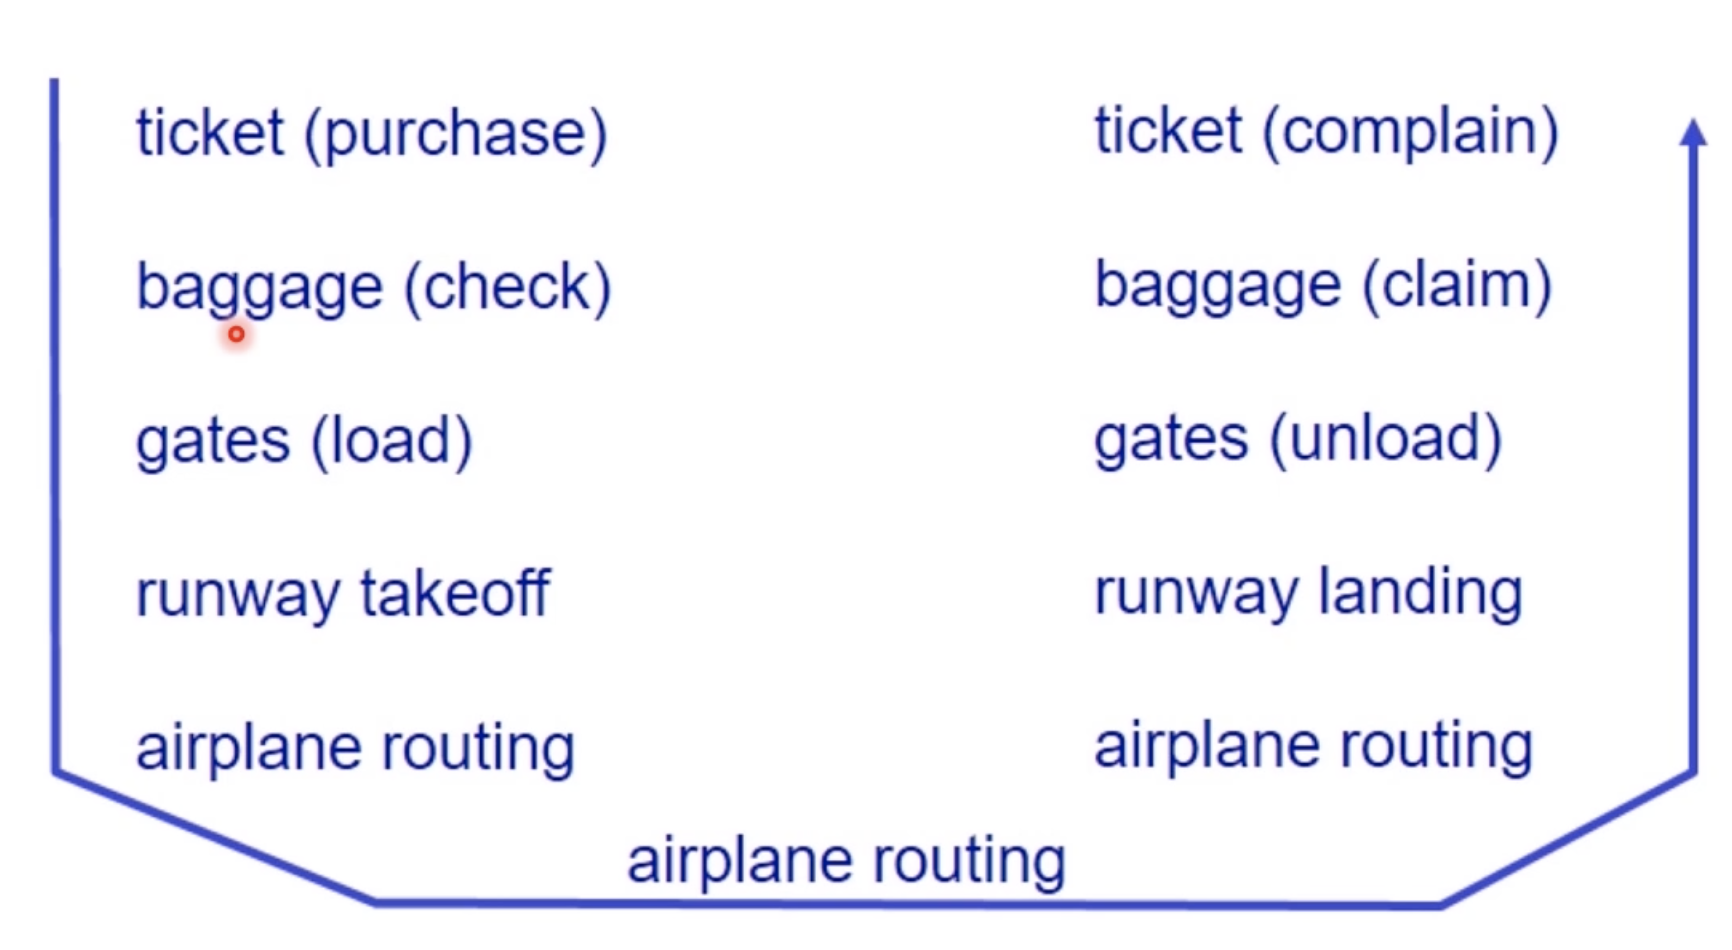 ticket (purchase)
baggage (check)
gates (load)
runway takeoff
airplane routing
airplane routing
ticket (complain)
baggage (claim)
gates (unload)
runway landing
airplane routing